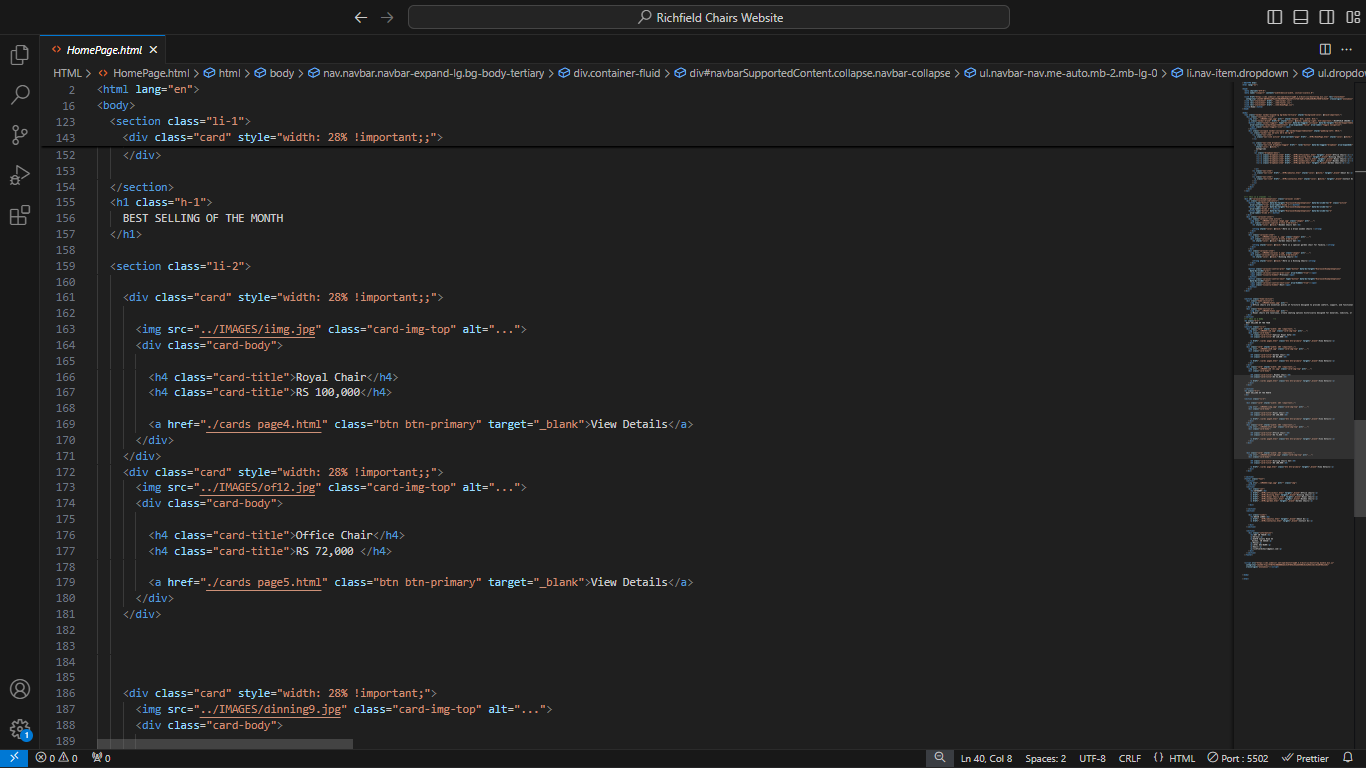 Richfield Chairs Website
HomePage.html
HTML > HomePage.html > html > body > nav.navbar.navbar-expand-lg.bg-body-tertiary > div.container-fluid > div#navbarSupportedContent.collapse.navbar-collapse > ul.navbar-nav.me-auto.mb-2.mb-lg-0 > li.nav-item.dropdown > ul.dropdow
2 <html lang="en">
16 <body>
123 <section class="li-1">
143 <div class="card" style="width: 28% !important;;">
152 </div>
153
154 </section>
155 <h1 class="h-1">
156 BEST SELLING OF THE MONTH
157 </h1>
158
159 <section class="li-2">
160
161 <div class="card" style="width: 28% !important;;">
162
163 <img src="../IMAGES/iimg.jpg" class="card-img-top" alt="...">
164 <div class="card-body">
165
166 <h4 class="card-title">Royal Chair</h4>
167 <h4 class="card-title">RS 100,000</h4>
168
169 <a href="./cards page4.html" class="btn btn-primary" target="_blank">View Details</a>
170 </div>
171 </div>
172 <div class="card" style="width: 28% !important;;">
173 <img src="../IMAGES/of12.jpg" class="card-img-top" alt="...">
174 <div class="card-body">
175
176 <h4 class="card-title">Office Chair</h4>
177 <h4 class="card-title">RS 72,000 </h4>
178
179 <a href="./cards page5.html" class="btn btn-primary" target="_blank">View Details</a>
180 </div>
181 </div>
182
183
184
185
186 <div class="card" style="width: 28% !important;">
187 <img src="../IMAGES/dinning9.jpg" class="card-img-top" alt="...">
188 <div class="card-body">
189
1
0 0 0 Ln 40, Col 8 Spaces: 2 UTF-8 CRLF HTML Port : 5502 Prettier